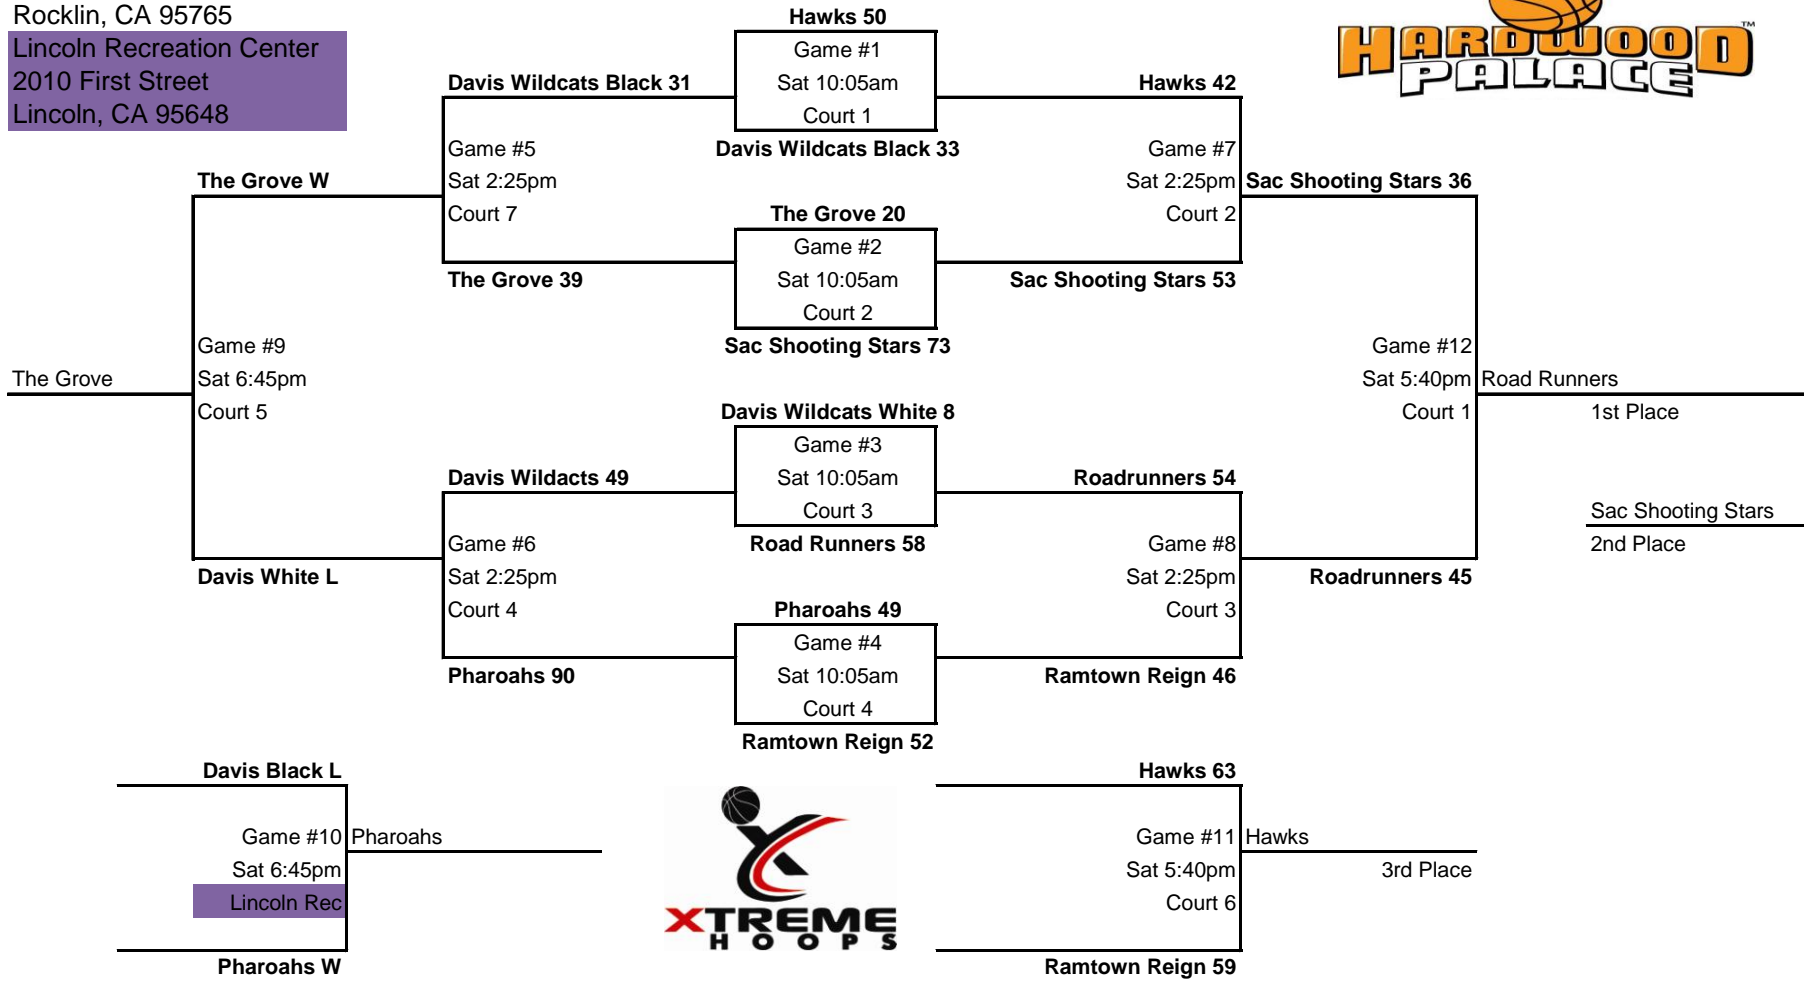 Rocklin, CA 95765
Lincoln Recreation Center
2010 First Street
Lincoln, CA 95648
HARDWOOD
PALACE
TM
Hawks 50
Game #1
Sat 10:05am
Court 1
Davis Wildcats Black 33
Davis Wildcats Black 31
Game #5
Sat 2:25pm
Court 7
The Grove 39
The Grove 20
Game #2
Sat 10:05am
Court 2
Sac Shooting Stars 73
Hawks 42
Game #7
Sat 2:25pm
Court 2
Sac Shooting Stars 53
The Grove W
Game #9
Sat 6:45pm
Court 5
Davis White L
The Grove
Sac Shooting Stars 36
Game #12
Sat 5:40pm
Court 1
Roadrunners 45
Road Runners
1st Place
Sac Shooting Stars
2nd Place
Davis Wildcats White 8
Game #3
Sat 10:05am
Court 3
Road Runners 58
Davis Wildacts 49
Game #6
Sat 2:25pm
Court 4
Pharoahs 90
Pharoahs 49
Game #4
Sat 10:05am
Court 4
Ramtown Reign 52
Roadrunners 54
Game #8
Sat 2:25pm
Court 3
Ramtown Reign 46
Davis Black L
Game #10
Sat 6:45pm
Lincoln Rec
Pharoahs W
Pharoahs
XTREME
HOOPS
Hawks 63
Game #11
Sat 5:40pm
Court 6
Ramtown Reign 59
Hawks
3rd Place